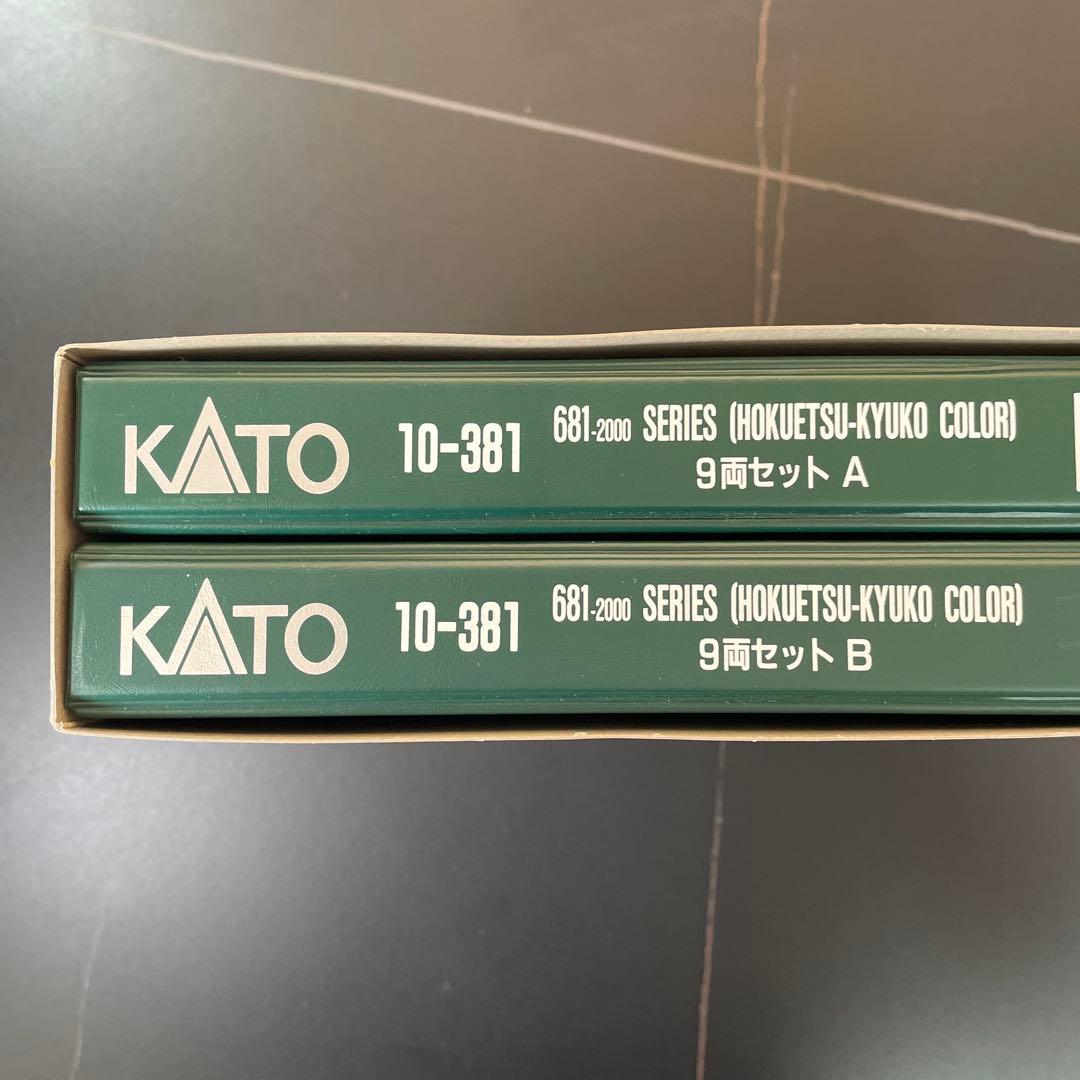 KATO 10-381 681-2000 SERIES (HOKUETSU-KYUKO COLOR)
9両セット A
KATO 10-381 681-2000 SERIES (HOKUETSU-KYUKO COLOR)
9両セット B